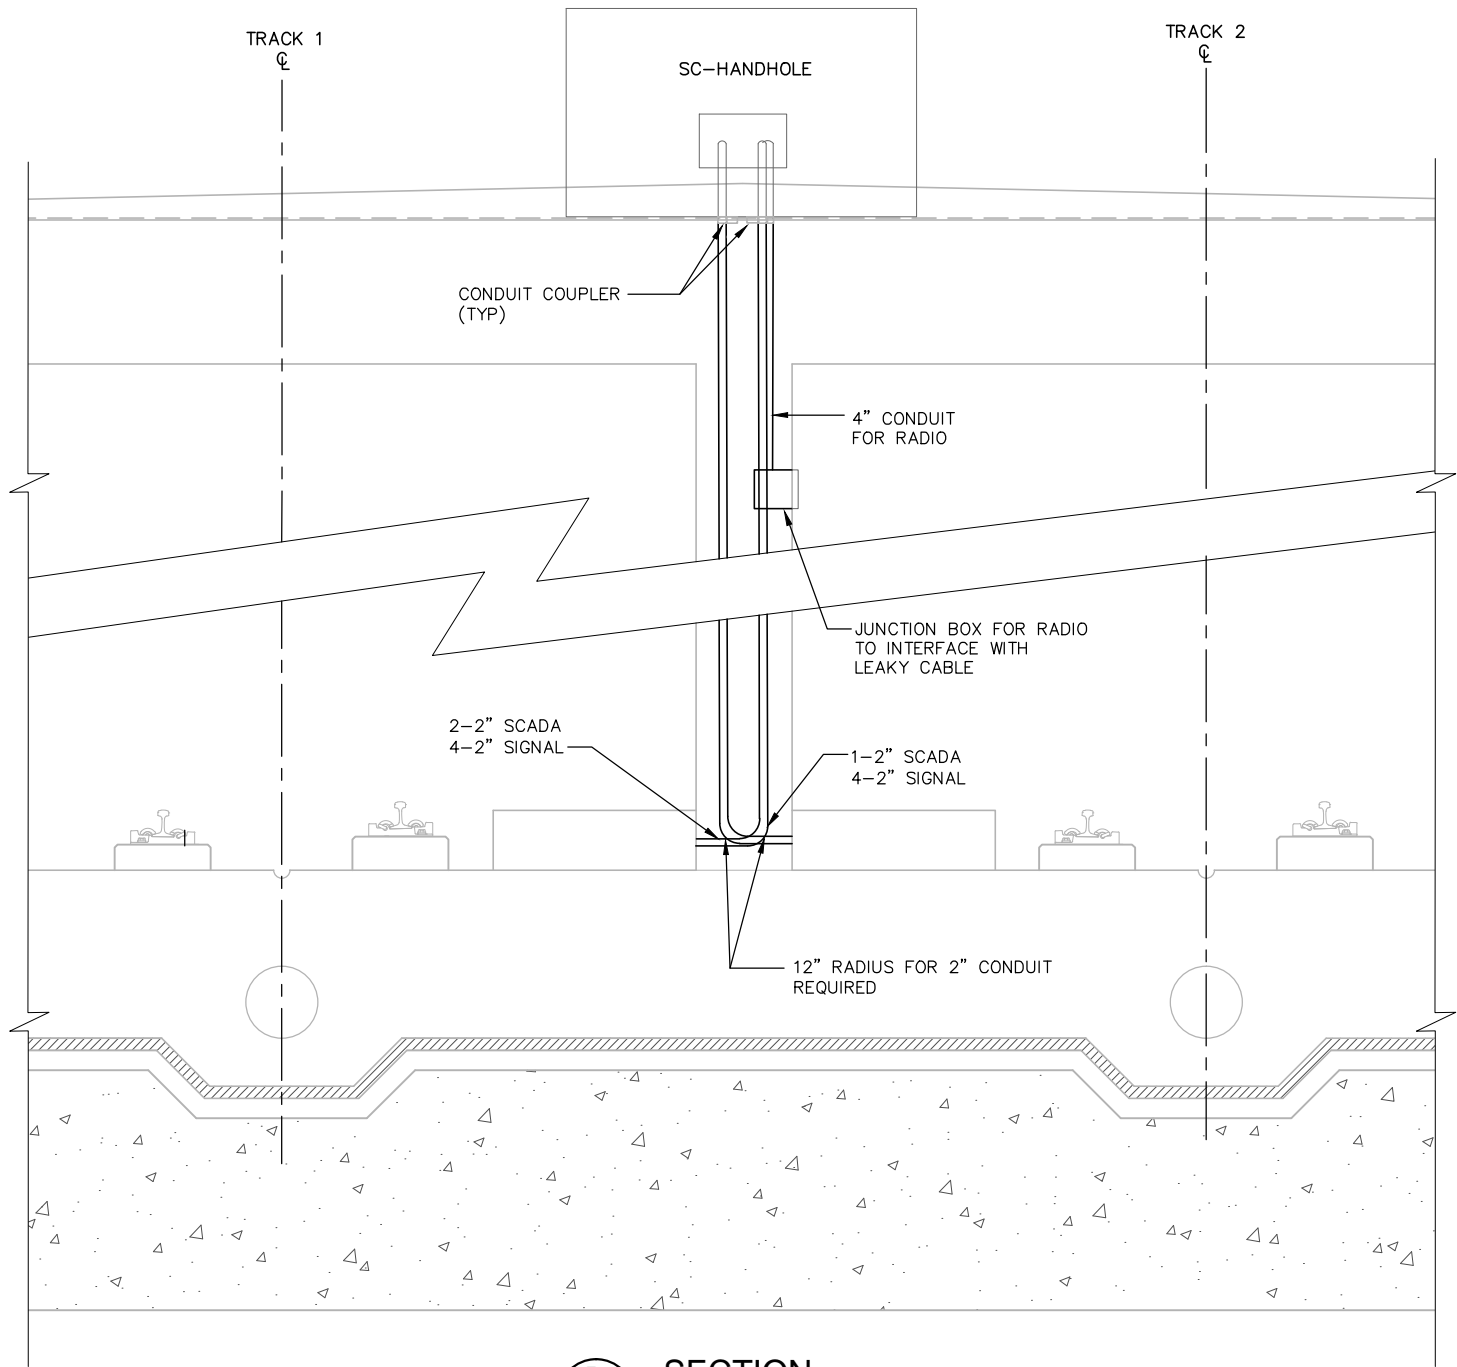 TRACK 1
℄
TRACK 2
℄
SC-HANDHOLE
CONDUIT COUPLER
(TYP)
4" CONDUIT
FOR RADIO
JUNCTION BOX FOR RADIO
TO INTERFACE WITH
LEAKY CABLE
2-2" SCADA
4-2" SIGNAL
1-2" SCADA
4-2" SIGNAL
12" RADIUS FOR 2" CONDUIT
REQUIRED
SECTION